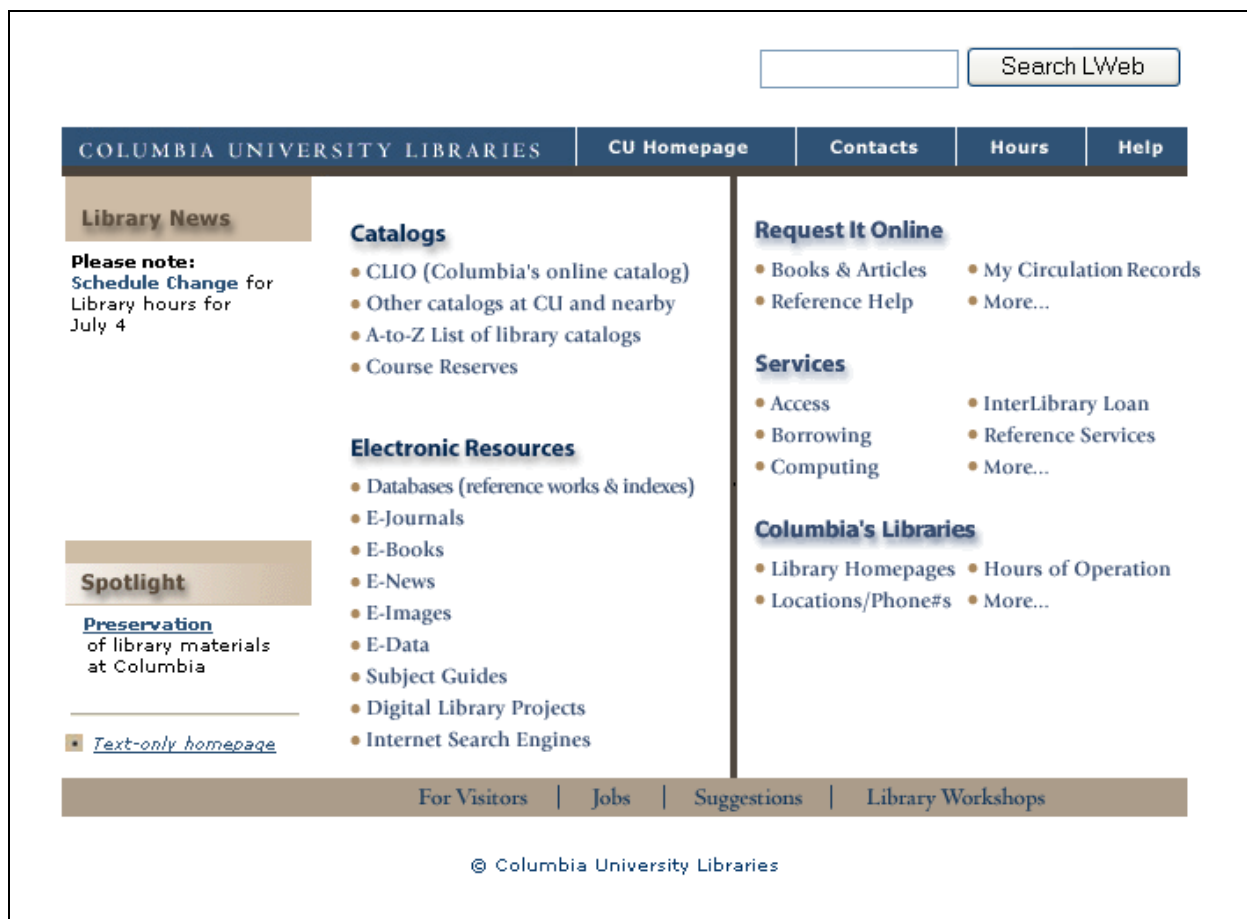 Search LWeb
COLUMBIA UNIVERSITY LIBRARIES CU Homepage Contacts Hours Help
Library News
Please note:
Schedule Change for
Library hours for
July 4
Spotlight
Preservation
of library materials
at Columbia
Text-only homepage
Catalogs
• CLIO (Columbia's online catalog)
• Other catalogs at CU and nearby
• A-to-Z List of library catalogs
• Course Reserves
Electronic Resources
• Databases (reference works & indexes)
• E-Journals
• E-Books
• E-News
• E-Images
• E-Data
• Subject Guides
• Digital Library Projects
• Internet Search Engines
Request It Online
• Books & Articles • My Circulation Records
• Reference Help • More...
Services
• Access • InterLibrary Loan
• Borrowing • Reference Services
• Computing • More...
Columbia's Libraries
• Library Homepages • Hours of Operation
• Locations/Phone#s • More...
For Visitors | Jobs | Suggestions | Library Workshops
© Columbia University Libraries